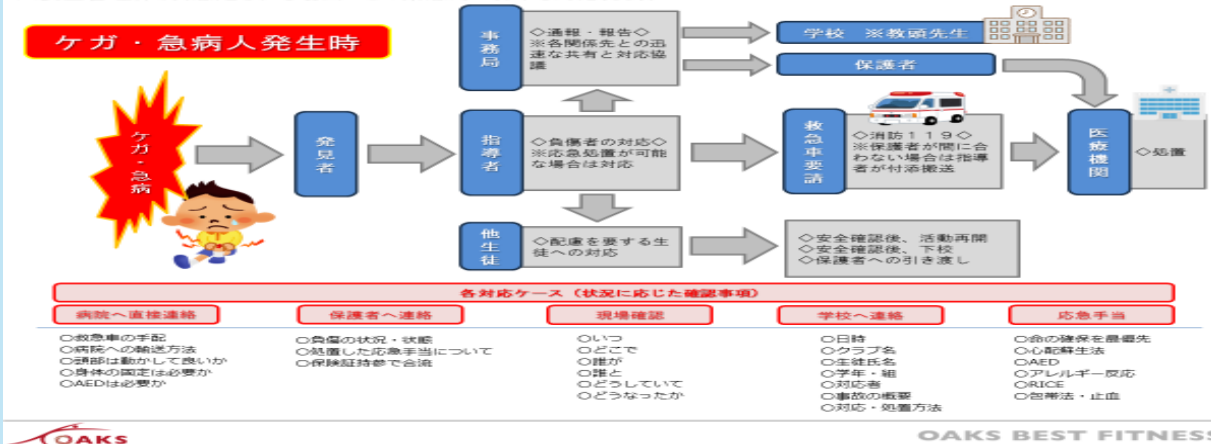 ケガ・急病人発生時
ケガ・急病
発見者
事務局
◇通報・報告◇
※各関係先との迅
速な共有と対応協
議
学校 ※教頭先生
保護者
指導者
◇負傷者の対応◇
※応急処置が可能
な場合は対応
救急車要請
◇消防119◇
※保護者が間に合
わない場合は指導
者が付添搬送
医療機関
◇処置
他生徒
◇配慮を要する生
徒への対応
◇安全確認後、活動再開
◇安全確認後、下校
◇保護者への引き渡し
各対応ケース（状況に応じた確認事項）
病院へ直接連絡
○救急車の手配
○病院への輸送方法
○頭部は動かして良いか
○身体の固定は必要か
○AEDは必要か
保護者へ連絡
○負傷の状況・状態
○処置した応急手当について
○保険証持参で合流
現場確認
○いつ
○どこで
○誰が
○誰と
○どうしていて
○どうなったか
学校へ連絡
○日時
○クラブ名
○生徒氏名
○学年・組
○対応者
○事故の概要
○対応・処置方法
応急手当
○命の確保を最優先
○心配蘇生法
○AED
○アレルギー反応
○RICE
○包帯法・止血
OAKS
OAKS BEST FITNESS